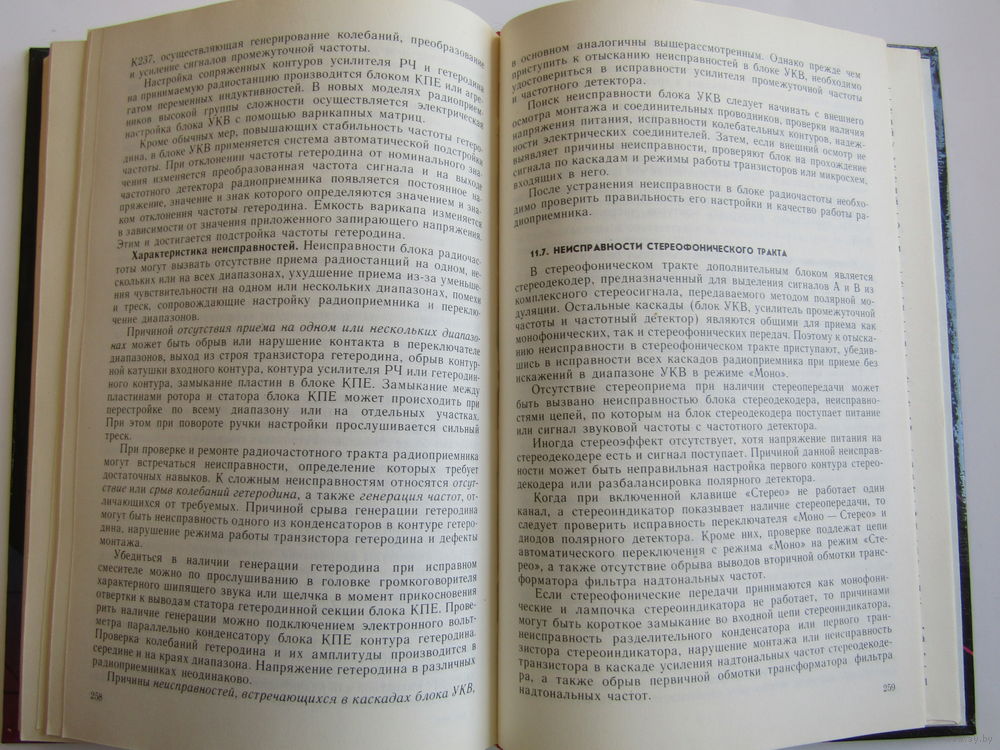 К237, осуществляющая генерирование колебаний, преобразование
и усиление сигналов промежуточной частоты.
Настройка сопряженных контуров усилителя РЧ и гетеродина
на принимаемую радиостанцию производится блоком КПЕ или агре-
гатом переменных индуктивностей. В новых моделях радиоприем-
ников высокой группы сложности осуществляется электрическая
настройка блока УКВ с помощью варикапных матриц.
Кроме обычных мер, повышающих стабильность частоты гетеро-
дина, в блоке УКВ применяется система автоматической подстройки
частоты. При отклонении частоты гетеродина от номинального зна-
чения изменяется преобразованная частота сигнала и на выходе
частотного детектора радиоприемника появляется постоянное на-
пряжение, значение и знак которого определяются значением и зна-
ком отклонения частоты гетеродина. Емкость варикапа изменяется
в зависимости от значения приложенного запирающего напряжения.
Этим и достигается подстройка частоты гетеродина.
Характеристика неисправностей. Неисправности блока радиочас-
тоты могут вызвать отсутствие приема радиостанций на одном, не-
скольких или на всех диапазонах, ухудшение приема из-за уменьше-
ния чувствительности на одном или нескольких диапазонах, помехи
и треск, сопровождающие настройку радиоприемника и переклю-
чение диапазонов.
Причиной отсутствия приема на одном или нескольких диапазо-
нах может быть обрыв или нарушение контакта в переключателе
диапазонов, выход из строя транзистора гетеродина, обрыв контур-
ной катушки входного контура, контура усилителя РЧ или гетеродин-
ного контура, замыкание пластин в блоке КПЕ. Замыкание между
пластинами ротора и статора блока КПЕ может происходить при
перестройке по всему диапазону или на отдельных участках.
При этом при повороте ручки настройки прослушивается сильный
треск.
При проверке и ремонте радиочастотного тракта радиоприемника
могут встречаться неисправности, определение которых требует
достаточных навыков. К сложным неисправностям относятся отсут-
ствие или срыв колебаний гетеродина, а также генерация частот, от-
личающихся от требуемых. Причиной срыва генерации гетеродина
могут быть неисправность одного из конденсаторов в контуре гетеро-
дина, нарушение режима работы транзистора гетеродина и дефекты
монтажа.
Убедиться в наличии генерации гетеродина при исправном
смесителе можно по прослушиванию в головке громкоговорителя
характерного шипящего звука или щелчка в момент прикосновения
отвертки к выводам статора гетеродинной секции блока КПЕ. Прове-
рить наличие генерации можно подключением электронного вольт-
метра параллельно конденсатору блока КПЕ контура гетеродина.
Проверка колебаний гетеродина и их амплитуды производится в
середине и на краях диапазона. Напряжение гетеродина в различных
радиоприемниках неодинаково.
Причины неисправностей, встречающихся в каскадах блока УКВ,
258
в основном аналогичны вышерассмотренным. Однако прежде чем
приступить к отысканию неисправностей в блоке УКВ, необходимо
удостовериться в исправности усилителя промежуточной частоты
и частотного детектора.
Поиск неисправности блока УКВ следует начинать с внешнего
осмотра монтажа и соединительных проводников, проверки наличия
напряжения питания, исправности колебательных контуров, надеж-
ности электрических соединителей. Затем, если внешний осмотр не
выявляет причины неисправности, проверяют блок на прохождение
сигнала по каскадам и режимы работы транзисторов или микросхем,
входящих в него.
После устранения неисправности в блоке радиочастоты необхо-
димо проверить правильность его настройки и качество работы ра-
диоприемника.
11.7. НЕИСПРАВНОСТИ СТЕРЕОФОНИЧЕСКОГО ТРАКТА
В стереофоническом тракте дополнительным блоком является
стереодекодер, предназначенный для выделения сигналов А и В из
комплексного стереосигнала, передаваемого методом полярной мо-
дуляции. Остальные каскады (блок УКВ, усилитель промежуточной
частоты и частотный детектор) являются общими для приема как
монофонических, так и стереофонических передач. Поэтому к отыска-
нию неисправности в стереофоническом тракте приступают, убедив-
шись в исправности всех каскадов радиоприемника при приеме без
искажений в диапазоне УКВ в режиме «Моно».
Отсутствие стереоприема при наличии стереопередачи может
быть вызвано неисправностью блока стереодекодера, неисправно-
стями цепей, по которым на блок стереодекодера поступает питание
или сигнал звуковой частоты с частотного детектора.
Иногда стереоэффект отсутствует, хотя напряжение питания на
стереодекодере есть и сигнал поступает. Причиной данной неисправ-
ности может быть неправильная настройка первого контура стерео-
декодера или разбалансировка полярного детектора.
Когда при включенной клавише «Стерео» не работает один
канал, а стереоиндикатор показывает наличие стереопередачи, то
следует проверить исправность переключателя «Моно — Стерео» и
диодов полярного детектора. Кроме них, проверке подлежат цепи
автоматического переключения с режима «Моно» на режим «Сте-
рео», а также отсутствие обрыва выводов вторичной обмотки транс-
форматора фильтра надтональных частот.
Если стереофонические передачи принимаются как монофони-
ческие и лампочка стереоиндикатора не работает, то причинами
могут быть короткое замыкание во входной цепи стереоиндикатора,
неисправность разделительного конденсатора или первого тран-
зистора стереоиндикатора, нарушение монтажа или неисправность
транзистора в каскаде усиления надтональных частот стереодекоде-
ра, а также обрыв первичной обмотки трансформатора фильтра
надтональных частот.
259